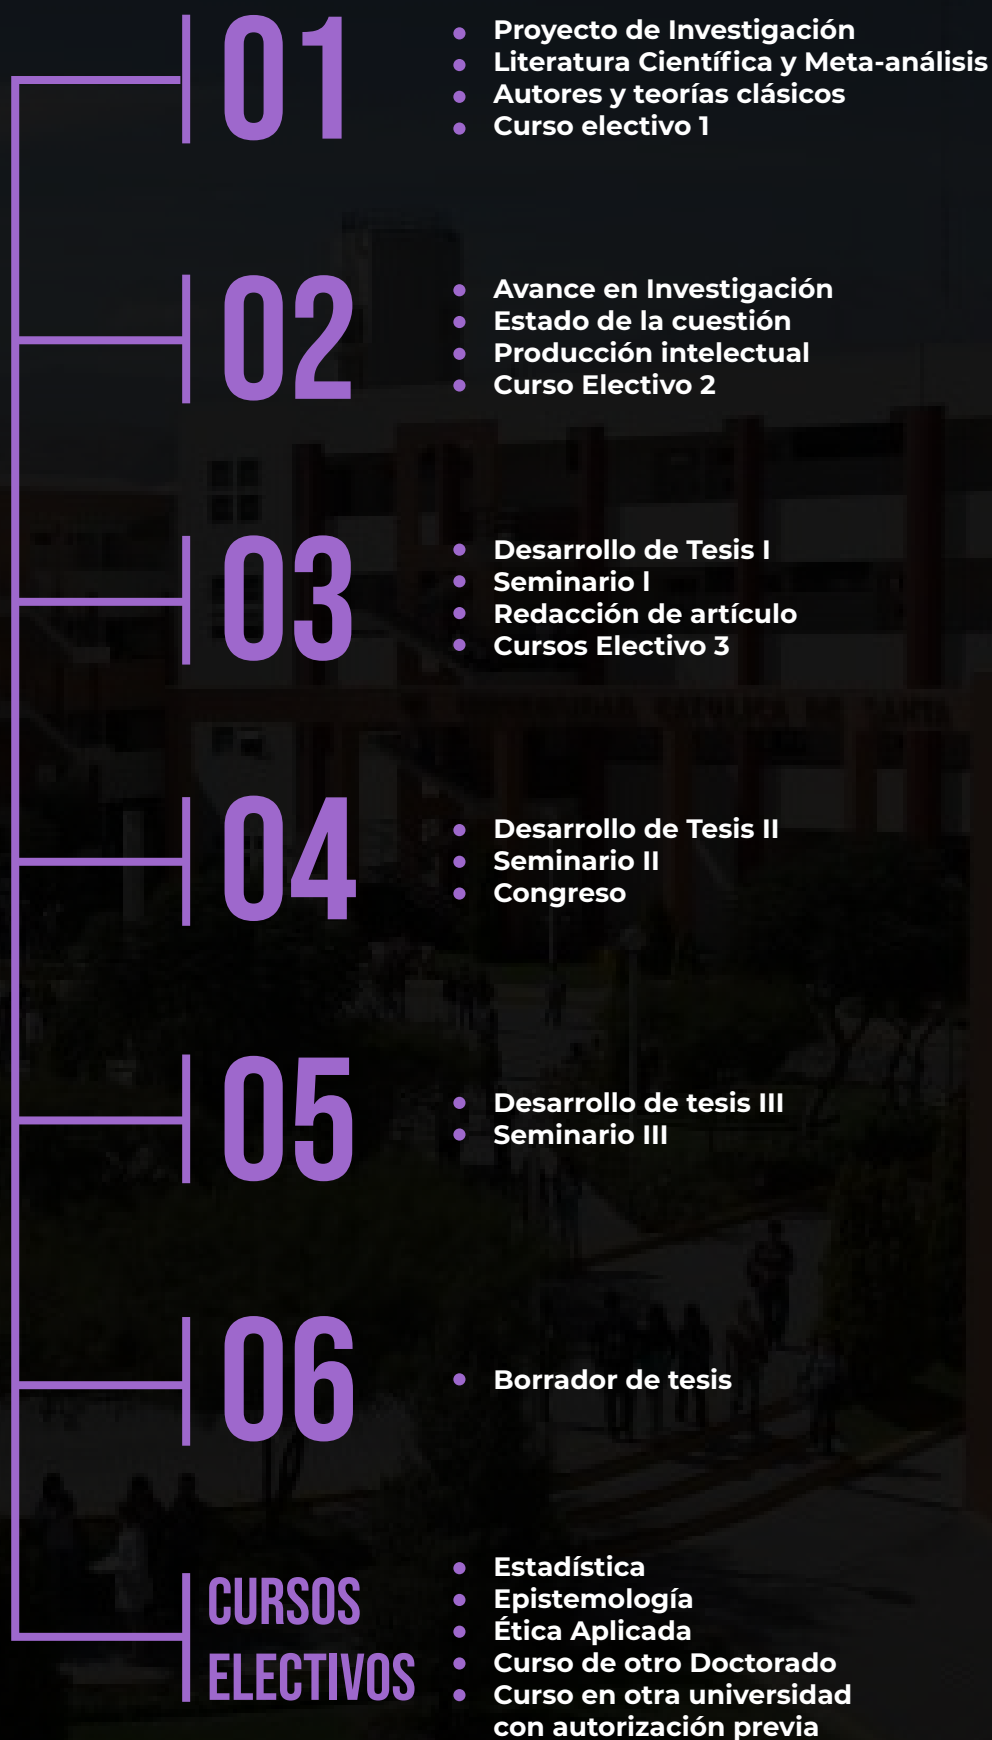 01
Proyecto de Investigación
Literatura Científica y Meta-análisis
Autores y teorías clásicos
Curso electivo 1
02
Avance en Investigación
Estado de la cuestión
Producción intelectual
Curso Electivo 2
03
Desarrollo de Tesis I
Seminario l
Redacción de artículo
Cursos Electivo 3
04
Desarrollo de Tesis II
Seminario II
Congreso
05
Desarrollo de tesis III
Seminario III
06
Borrador de tesis
CURSOS
ELECTIVOS
Estadística
Epistemología
Ética Aplicada
Curso de otro Doctorado
Curso en otra universidad
con autorización previa